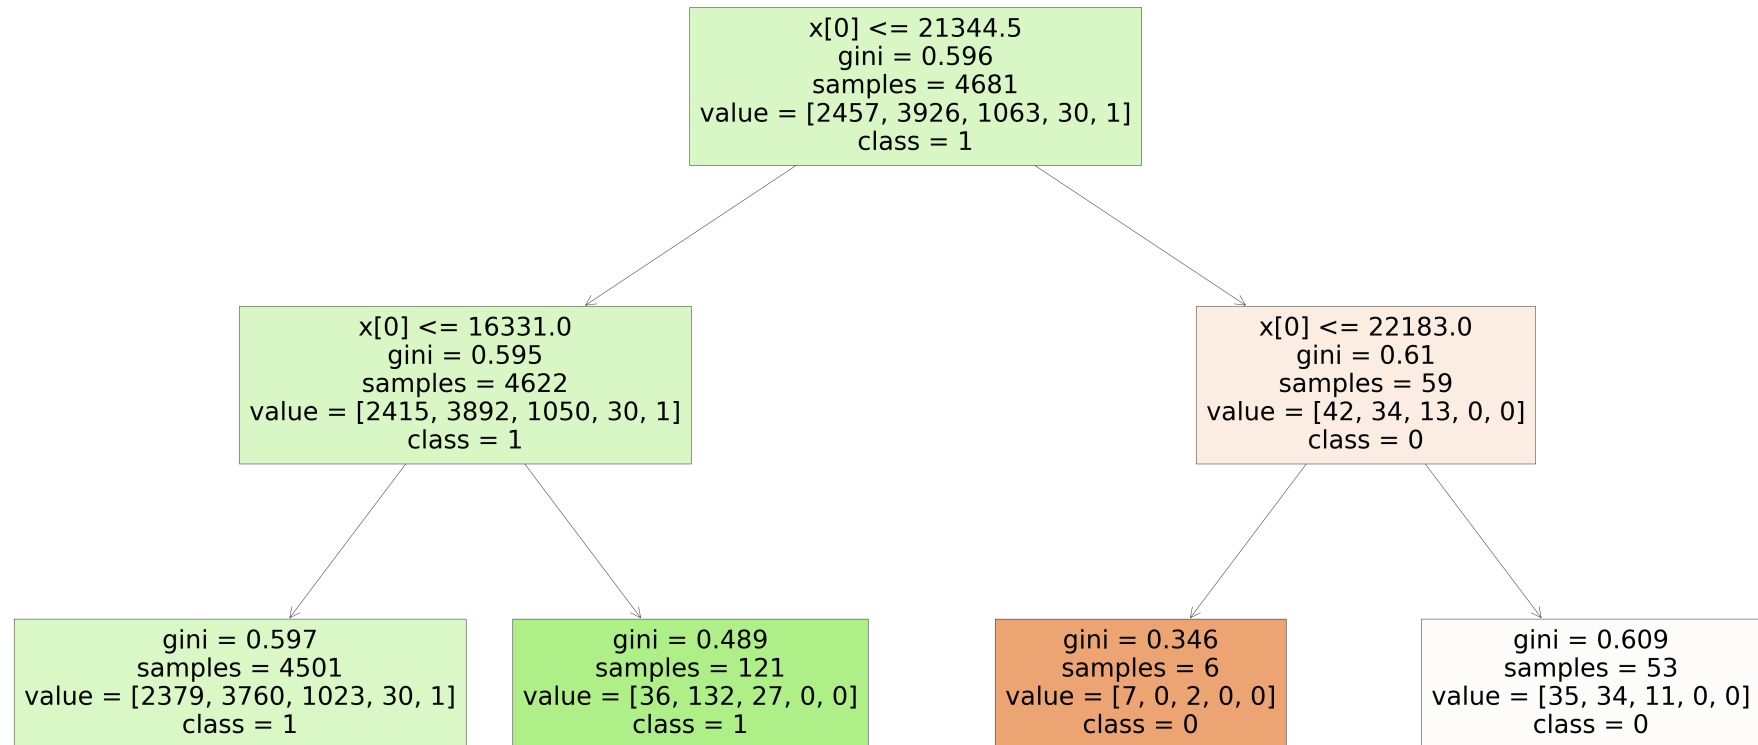 x[0] <= 21344.5
gini = 0.596
samples = 4681
value = [2457, 3926, 1063, 30, 1]
class = 1
x[0] <= 16331.0
gini = 0.595
samples = 4622
value = [2415, 3892, 1050, 30, 1]
class = 1
x[0] <= 22183.0
gini = 0.61
samples = 59
value = [42, 34, 13, 0, 0]
class = 0
gini = 0.597
samples = 4501
value = [2379, 3760, 1023, 30, 1]
class = 1
gini = 0.489
samples = 121
value = [36, 132, 27, 0, 0]
class = 1
gini = 0.346
samples = 6
value = [7, 0, 2, 0, 0]
class = 0
gini = 0.609
samples = 53
value = [35, 34, 11, 0, 0]
class = 0